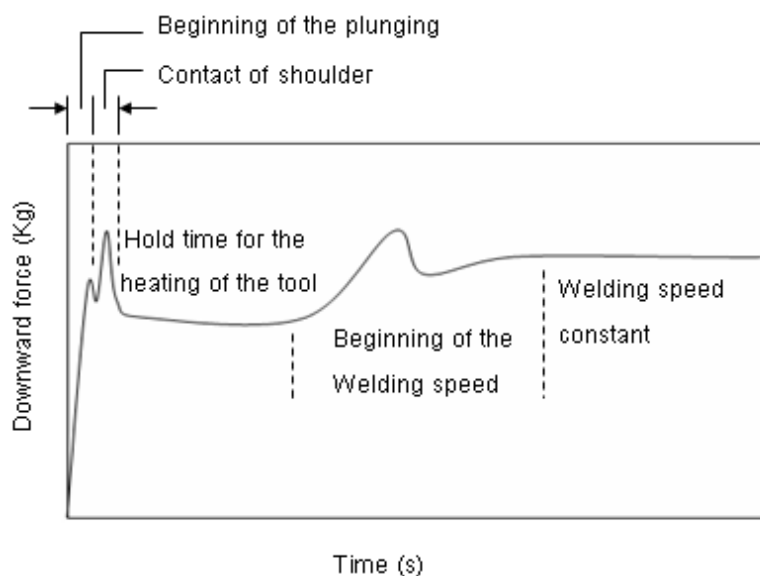 Beginning of the plunging
Contact of shoulder
Downward force (Kg)
Hold time for the
heating of the tool
Beginning of the
Welding speed
Welding speed
constant
Time (s)